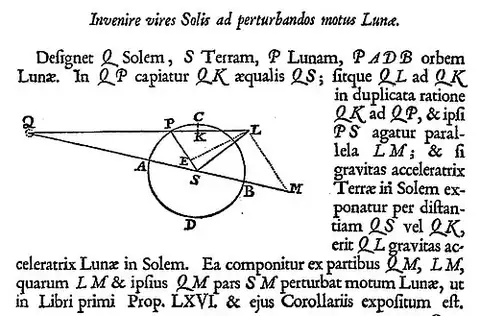 Invenire vires Solis ad perturbandos motus Lunæ.
Deſignet Q Solem, S Terram, P Lunam, PADB orbem
Lunæ. In QP capiatur QK æqualis QS; ſitque QL ad QK
in duplicata ratione
QK ad QP, & ipſi
PS agatur paral-
lela LM; & ſi
gravitas acceleratrix
Terræ in Solem ex-
ponatur per diſtan-
tiam QS vel QK,
erit QL gravitas ac-
Q
P
C
K
L
A
E
S
B
M
D
celeratrix Lunæ in Solem. Ea componitur ex partibus QM, LM,
quarum LM & ipſius QM pars SM perturbat motum Lunæ, ut
in Libri primi Prop. LXVI. & ejus Corollariis expoſitum eſt.